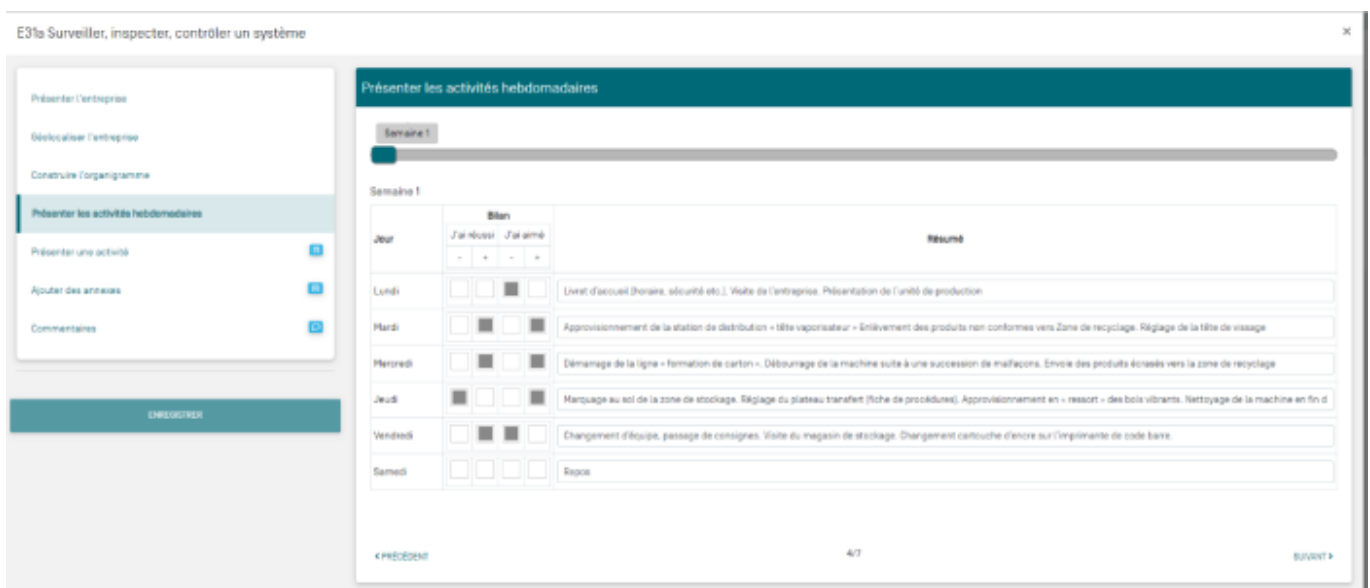 E31a Surveiller, inspecter, contrôler un système
×
Présenter l'entreprise
Géolocaliser l'entreprise
Construire l'organigramme
Présenter les activités hebdomadaires
Présenter une activité
Ajouter des annexes
Commentaires
ENREGISTRER
Présenter les activités hebdomadaires
Semaine 1
Semaine 1
Jour
Bilan
J'ai réussi J'ai aimé
- + - +
Résumé
Lundi
Livret d'accueil (horaire, sécurité etc.). Visite de l'entreprise. Présentation de l'unité de production
Mardi
Approvisionnement de la station de distribution « tête vaporisateur » Enlèvement des produits non conformes vers Zone de recyclage. Réglage de la tête de vissage
Mercredi
Démarrage de la ligne « formation de carton ». Débourrage de la machine suite à une succession de malfaçons. Envoie des produits écrasés vers la zone de recyclage
Jeudi
Marquage au sol de la zone de stockage. Réglage du plateau transfert (fiche de procédures). Approvisionnement en « ressort » des bols vibrants. Nettoyage de la machine en fin d
Vendredi
Changement d'équipe, passage de consignes. Visite du magasin de stockage. Changement cartouche d'encre sur l'imprimante de code barre.
Samedi
Repos
< PRÉCÉDENT
4/7
SUIVANT >